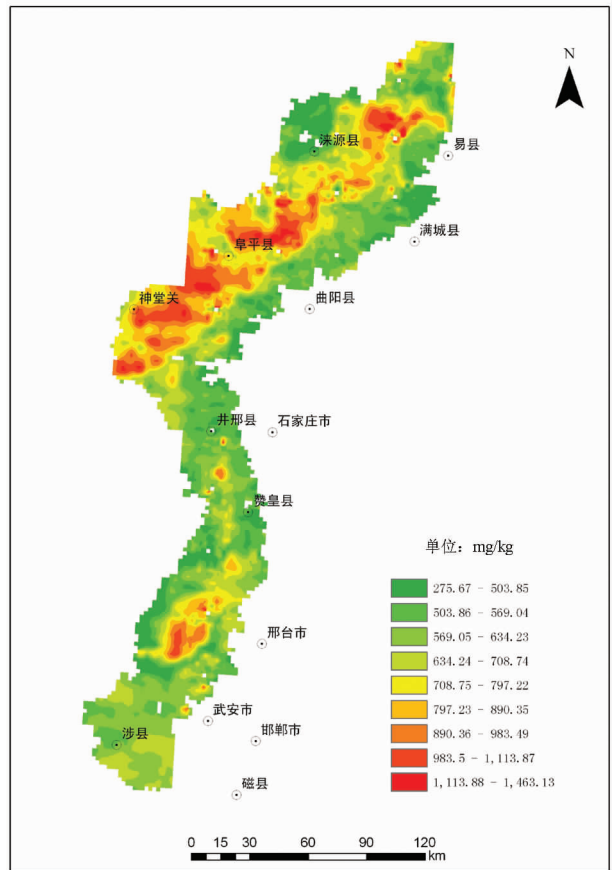 N
涞源县
易县
满城县
阜平县
神堂关
曲阳县
井邢县
石家庄市
赞皇县
单位：mg/kg
275.67 - 503.85
503.86 - 569.04
569.05 - 634.23
634.24 - 708.74
708.75 - 797.22
797.23 - 890.35
890.36 - 983.49
983.5 - 1,113.87
1,113.88 - 1,463.13
邢台市
武安市
涉县
邯郸市
磁县
0 15 30 60 90 120
km